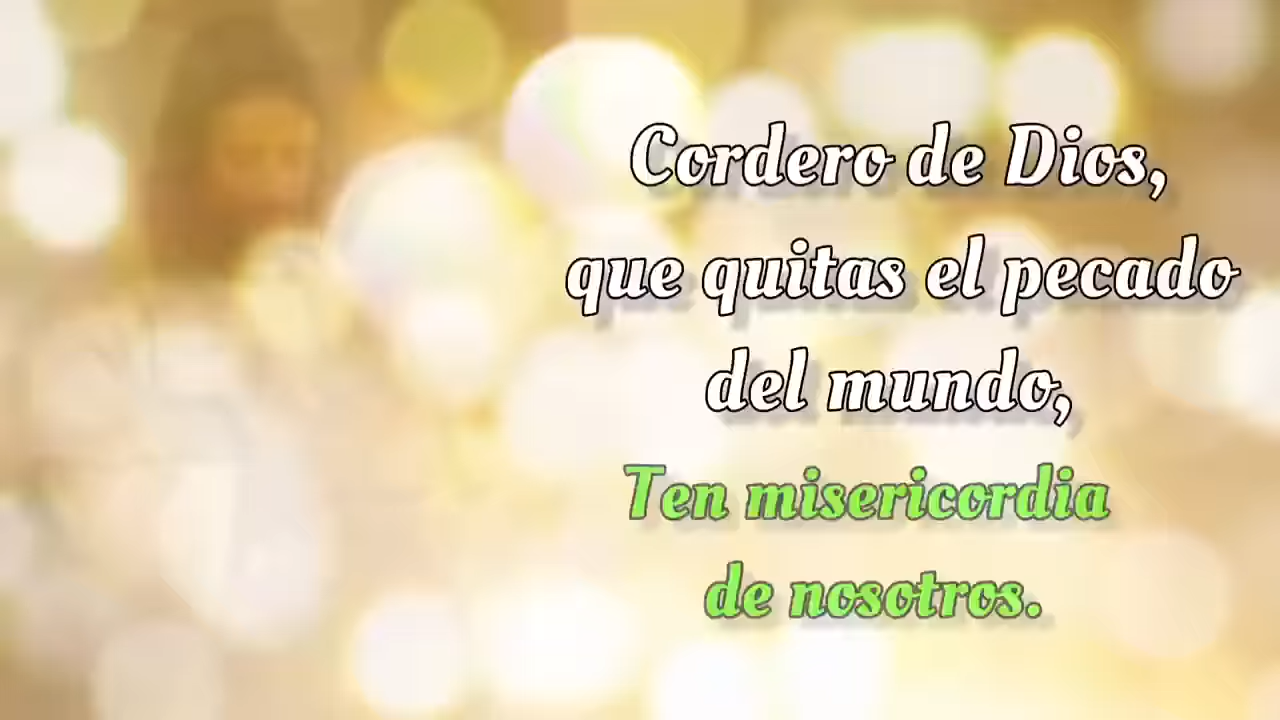 Cordero de Dios,
que quitas el pecado
del mundo,
Ten misericordia
de nosotros.